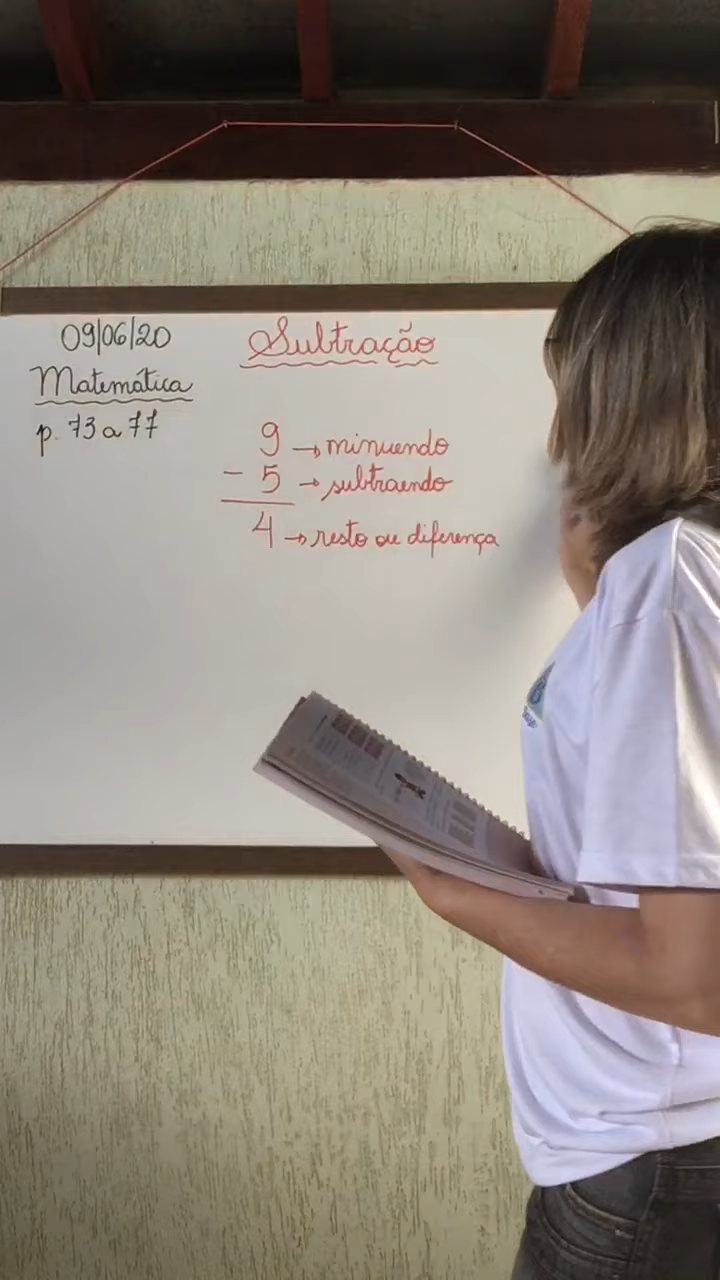 09/06/20
Matemática
p. 73 a 77
Subtração
9 → minuendo
- 5 → subtraendo
4 → resto ou diferença